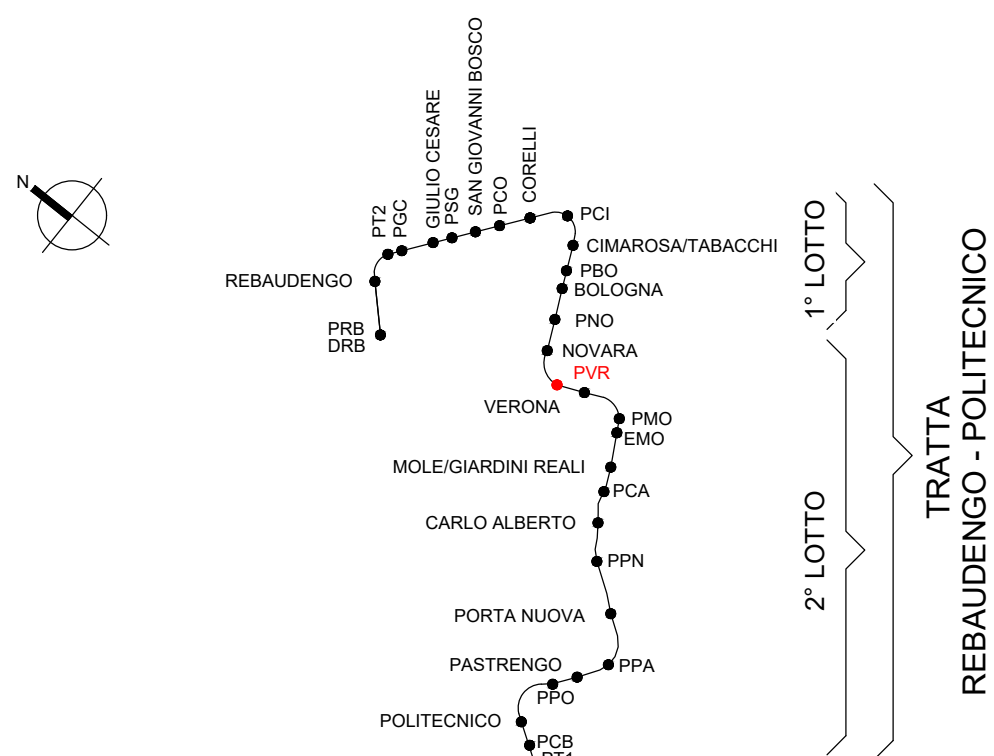 N
PT2
PGC
GIULIO CESARE
PSG
SAN GIOVANNI BOSCO
PCO
CORELLI
PCI
CIMAROSA/TABACCHI
REBAUDENGO
PBO
BOLOGNA
PRB
DRB
PNO
NOVARA
PVR
VERONA
PMO
EMO
MOLE/GIARDINI REALI
PCA
CARLO ALBERTO
PPN
PORTA NUOVA
PASTRENGO
PPA
PPO
POLITECNICO
PCB
PT1
1° LOTTO
2° LOTTO
TRATTA
REBAUDENGO - POLITECNICO